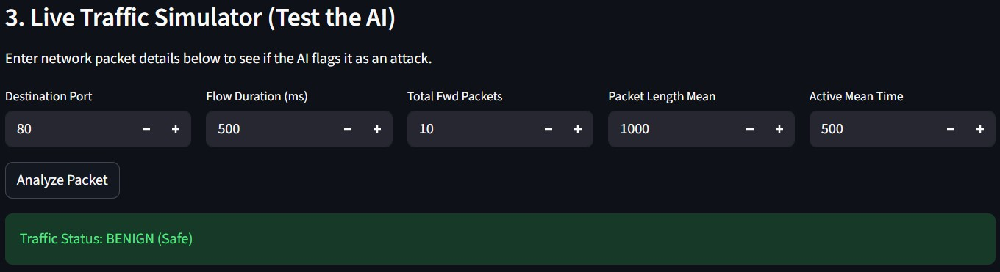 3. Live Traffic Simulator (Test the AI)
Enter network packet details below to see if the AI flags it as an attack.
Destination Port Flow Duration (ms) Total Fwd Packets Packet Length Mean Active Mean Time
80 − + 500 − + 10 − + 1000 − + 500 − +
Analyze Packet
Traffic Status: BENIGN (Safe)